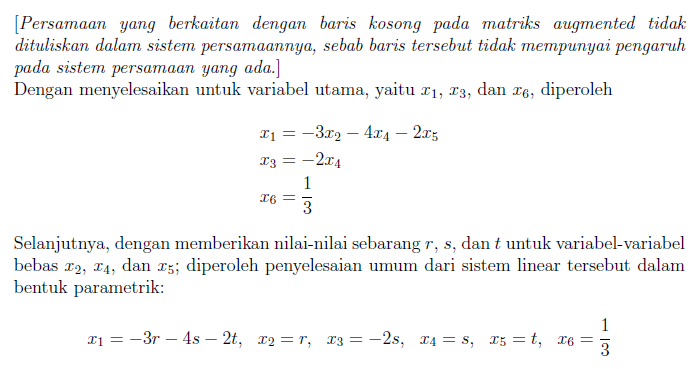 [Persamaan yang berkaitan dengan baris kosong pada matriks augmented tidak
dituliskan dalam sistem persamaannya, sebab baris tersebut tidak mempunyai pengaruh
pada sistem persamaan yang ada.]
Dengan menyelesaikan untuk variabel utama, yaitu x₁, x₃, dan x₆, diperoleh
x₁ = −3x₂ − 4x₄ − 2x₅
x₃ = −2x₄
x₆ = 1/3
Selanjutnya, dengan memberikan nilai-nilai sebarang r, s, dan t untuk variabel-variabel
bebas x₂, x₄, dan x₅; diperoleh penyelesaian umum dari sistem linear tersebut dalam
bentuk parametrik:
x₁ = −3r − 4s − 2t, x₂ = r, x₃ = −2s, x₄ = s, x₅ = t, x₆ = 1/3